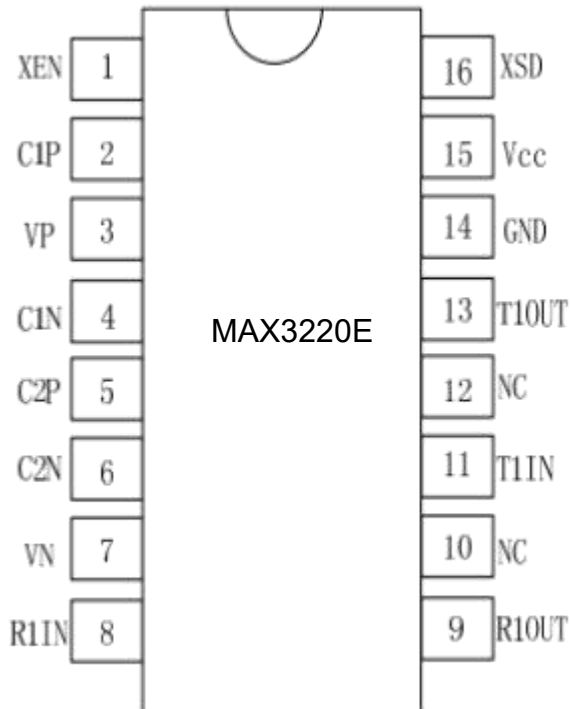 XEN 1 16 XSD
C1P 2 15 Vcc
VP 3 14 GND
C1N 4 13 T1OUT
MAX3220E
C2P 5 12 NC
C2N 6 11 T1IN
VN 7 10 NC
R1IN 8 9 R1OUT